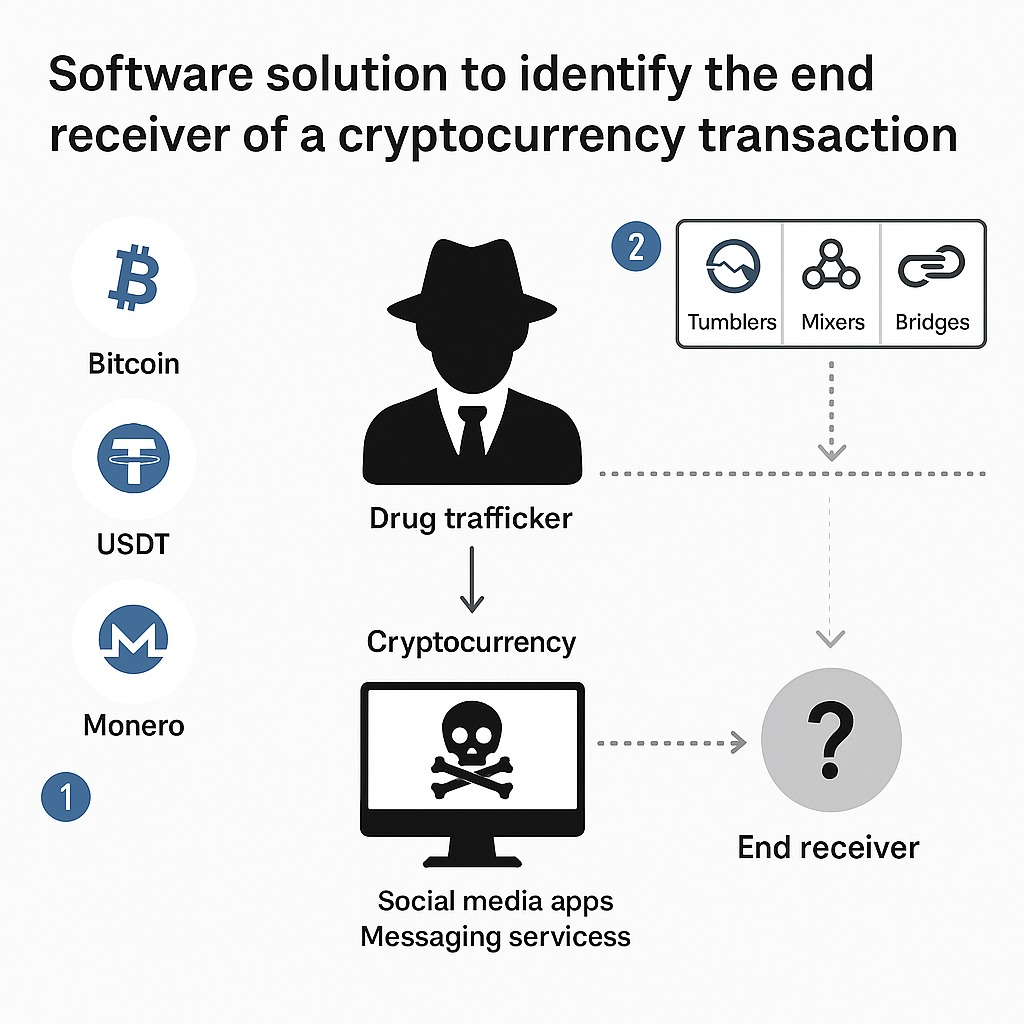 Software solution to identify the end
receiver of a cryptocurrency transaction
Bitcoin
USDT
Monero
1
Drug trafficker
Cryptocurrency
Social media apps
Messaging servicess
2
Tumblers
Mixers
Bridges
?
End receiver